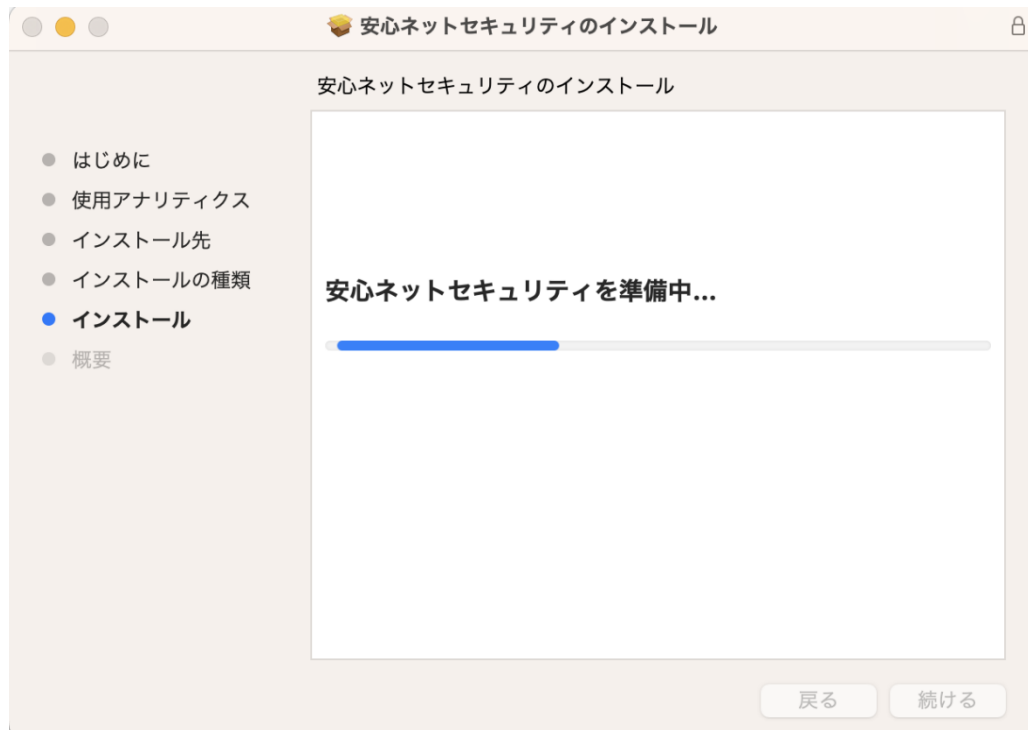 安心ネットセキュリティのインストール
安心ネットセキュリティのインストール
はじめに
使用アナリティクス
インストール先
インストールの種類
インストール
概要
安心ネットセキュリティを準備中...
戻る
続ける